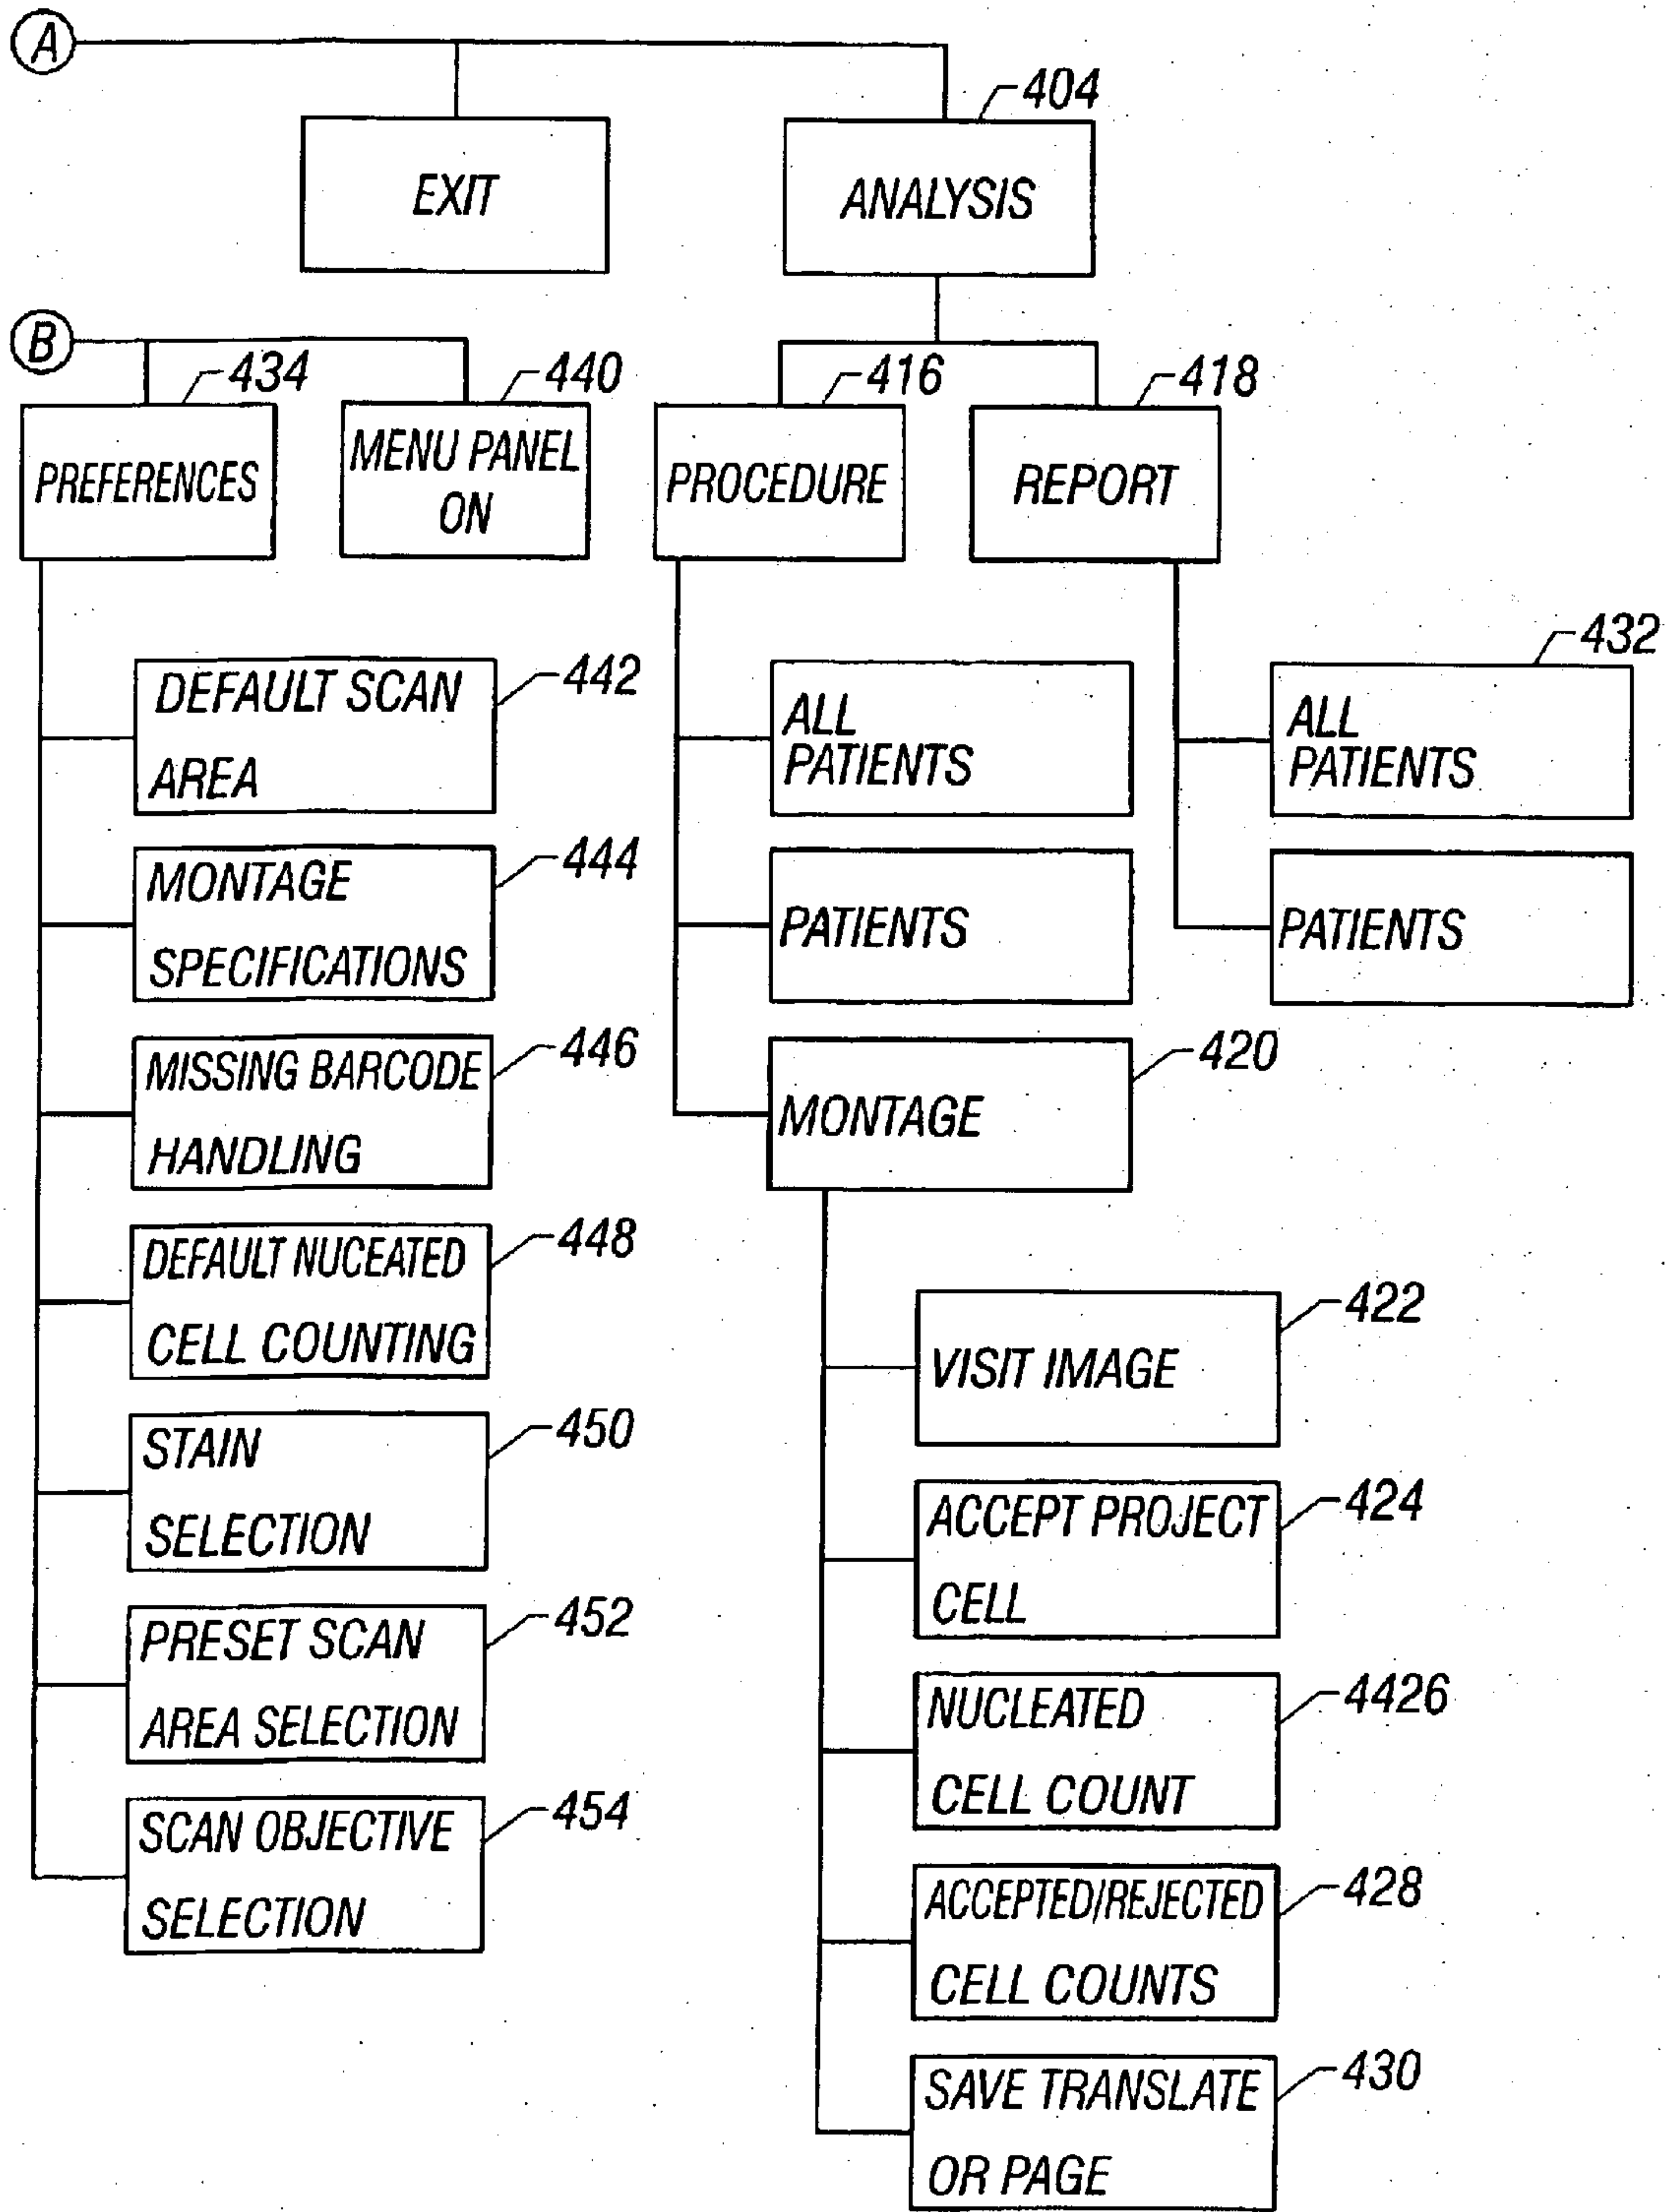 A
404
EXIT
ANALYSIS
B
434
440
416
418
PREFERENCES
MENU PANEL
ON
PROCEDURE
REPORT
DEFAULT SCAN
AREA
442
MONTAGE
SPECIFICATIONS
444
MISSING BARCODE
HANDLING
446
DEFAULT NUCEATED
CELL COUNTING
448
STAIN
SELECTION
450
PRESET SCAN
AREA SELECTION
452
SCAN OBJECTIVE
SELECTION
454
ALL
PATIENTS
PATIENTS
MONTAGE
420
432
ALL
PATIENTS
PATIENTS
VISIT IMAGE
422
ACCEPT PROJECT
CELL
424
NUCLEATED
CELL COUNT
4426
ACCEPTED/REJECTED
CELL COUNTS
428
SAVE TRANSLATE
OR PAGE
430